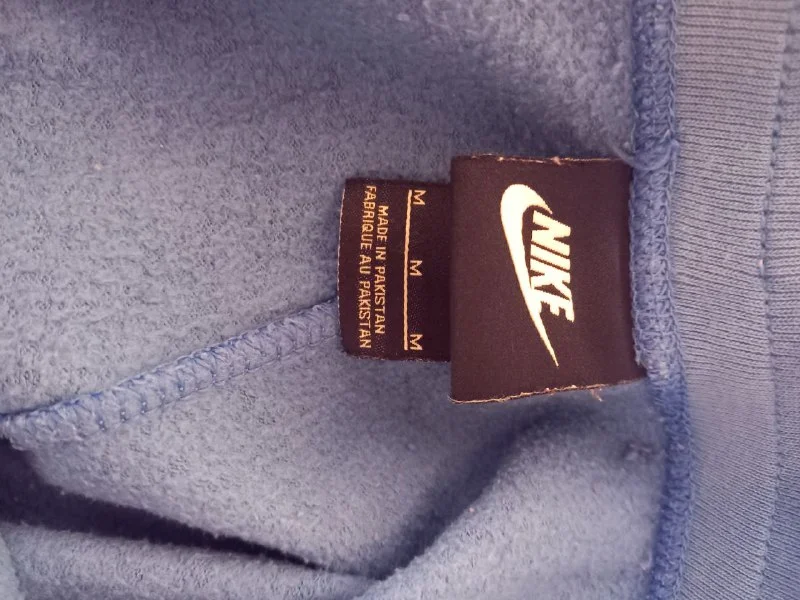 NIKE
M M M
MADE IN PAKISTAN
FABRIQUE AU PAKISTAN